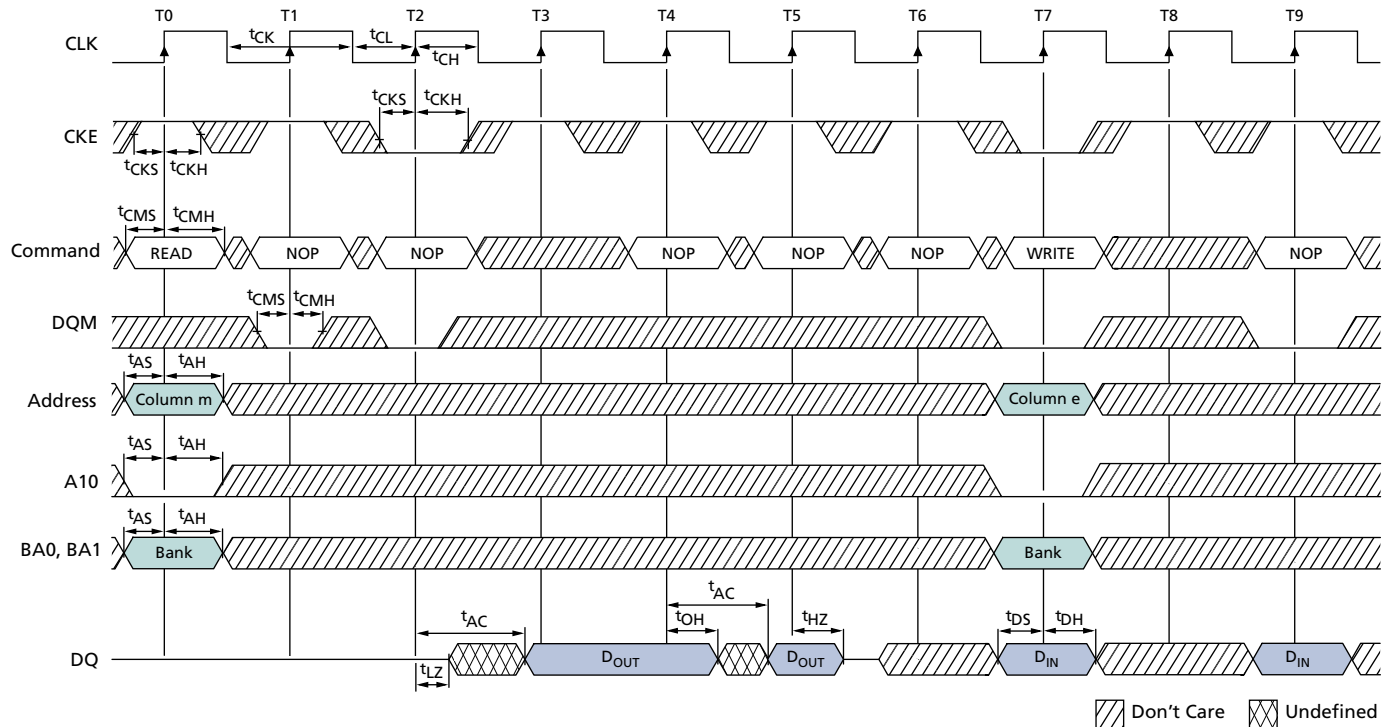 T0 T1 T2 T3 T4 T5 T6 T7 T8 T9
CLK
tCK tCL
tCH
tCKS tCKH
CKE
tCKS tCKH
tCMS tCMH
Command READ NOP NOP NOP NOP NOP WRITE NOP
tCMS tCMH
DQM
tAS tAH
Address Column m Column e
tAS tAH
A10
tAS tAH
BA0, BA1 Bank Bank
tAC
tAC tOH tHZ tDS tDH
DQ DOUT DOUT DIN DIN
tLZ
Don't Care Undefined